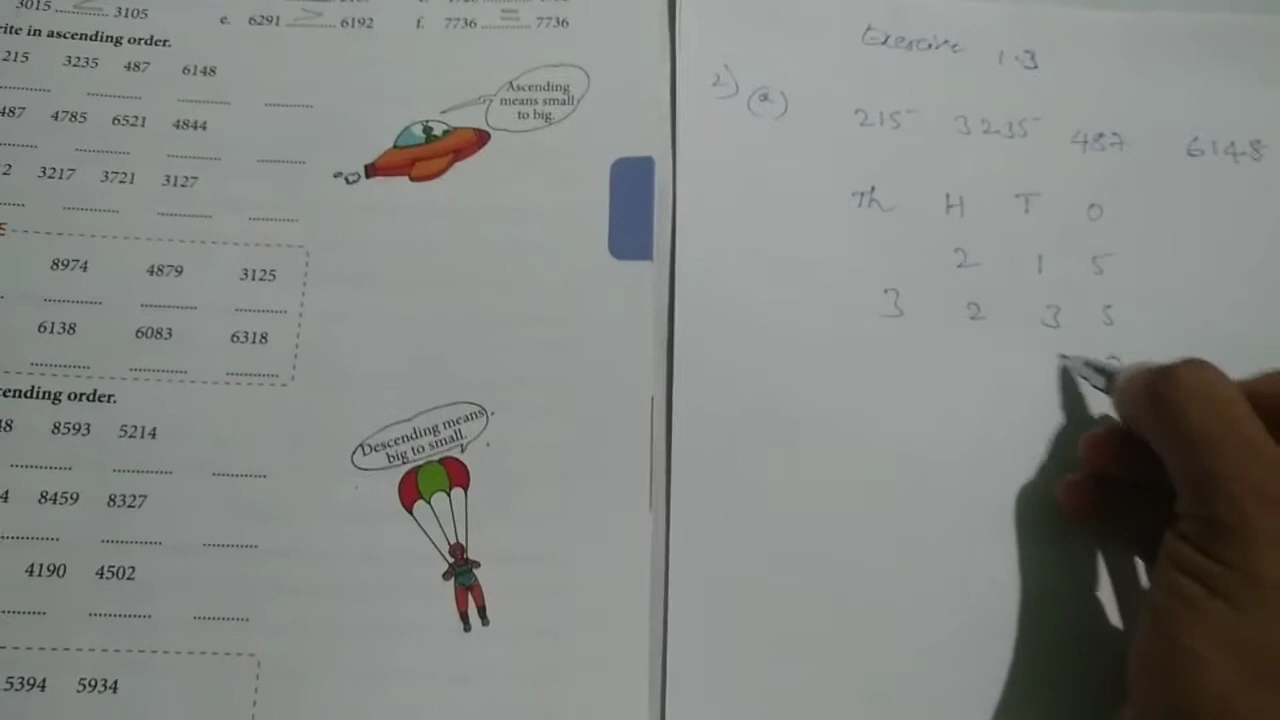 3015 .......... 3105
e. 6291 > 6192 f. 7736 = 7736
rite in ascending order.
215 3235 487 6148
487 4785 6521 4844
2 3217 3721 3127
8974 4879 3125
6138 6083 6318
cending order.
48 8593 5214
4 8459 8327
4190 4502
5394 5934
Ascending
means small
to big.
Descending means
big to small.
Exercise 1.3
2) (a) 215 3235 487 6148
Th H T O
2 1 5
3 2 3 5